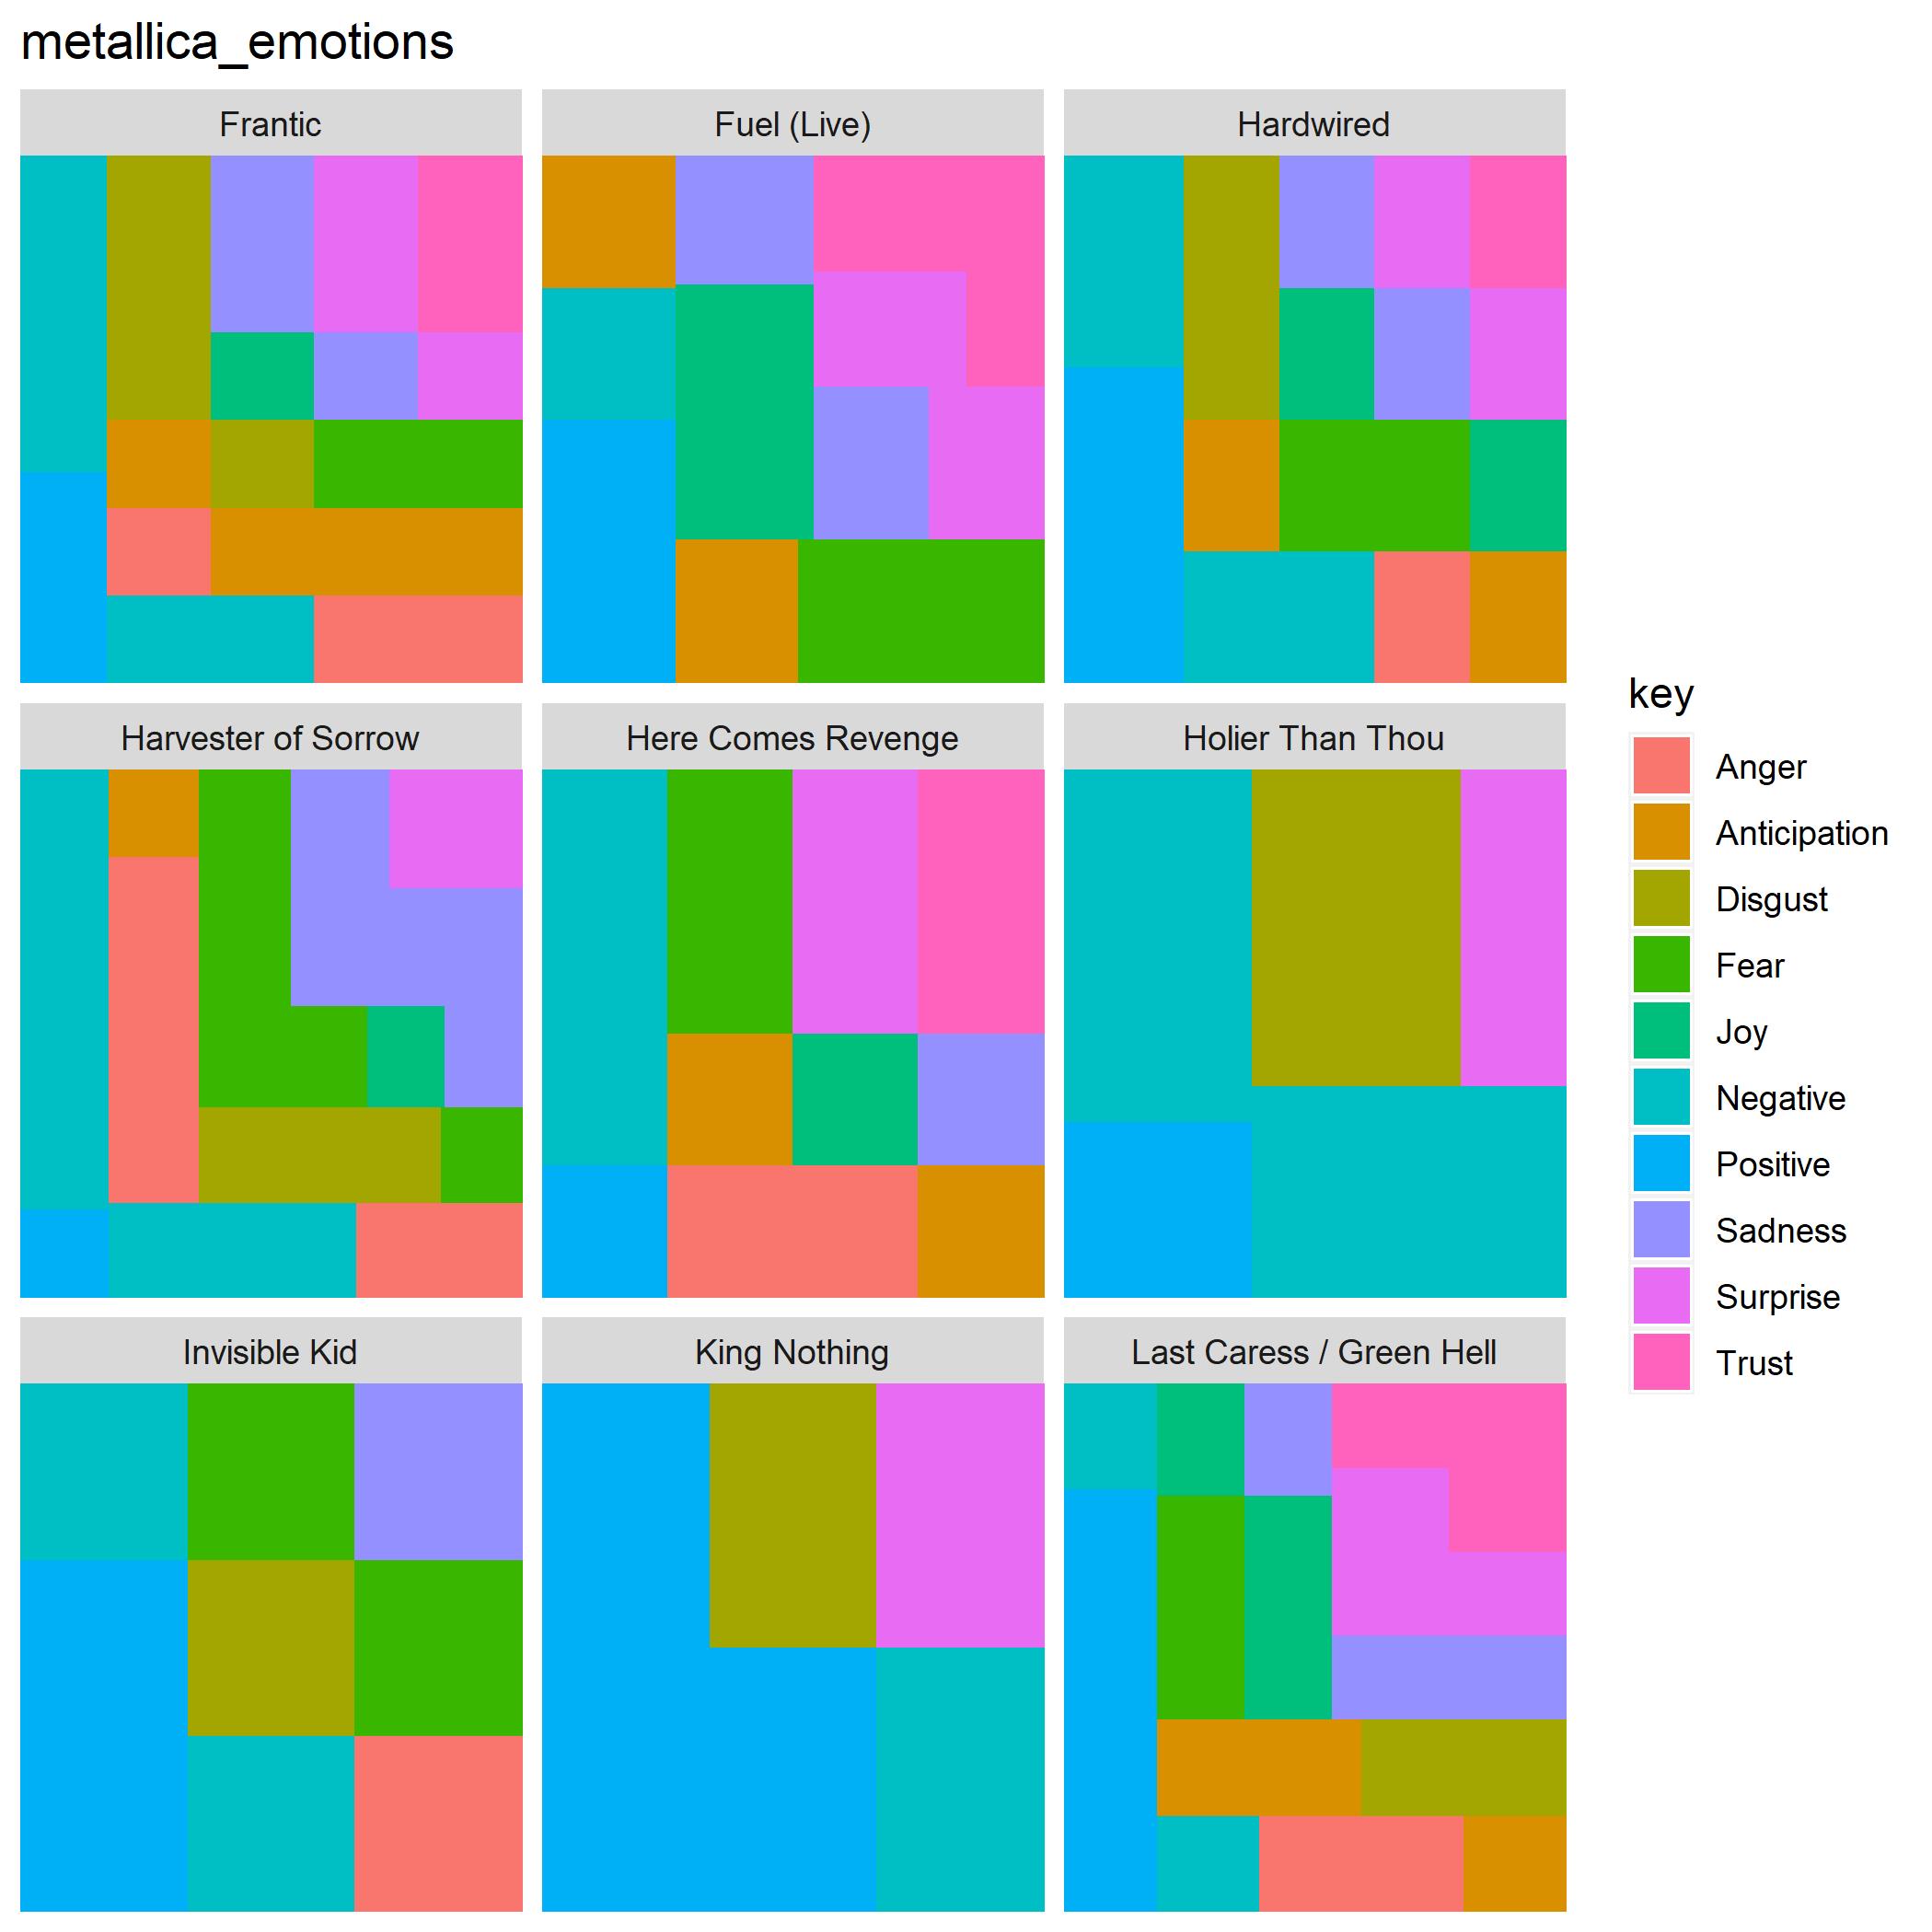 metallica_emotions
Frantic
Fuel (Live)
Hardwired
Harvester of Sorrow
Here Comes Revenge
Holier Than Thou
Invisible Kid
King Nothing
Last Caress / Green Hell
key
Anger
Anticipation
Disgust
Fear
Joy
Negative
Positive
Sadness
Surprise
Trust